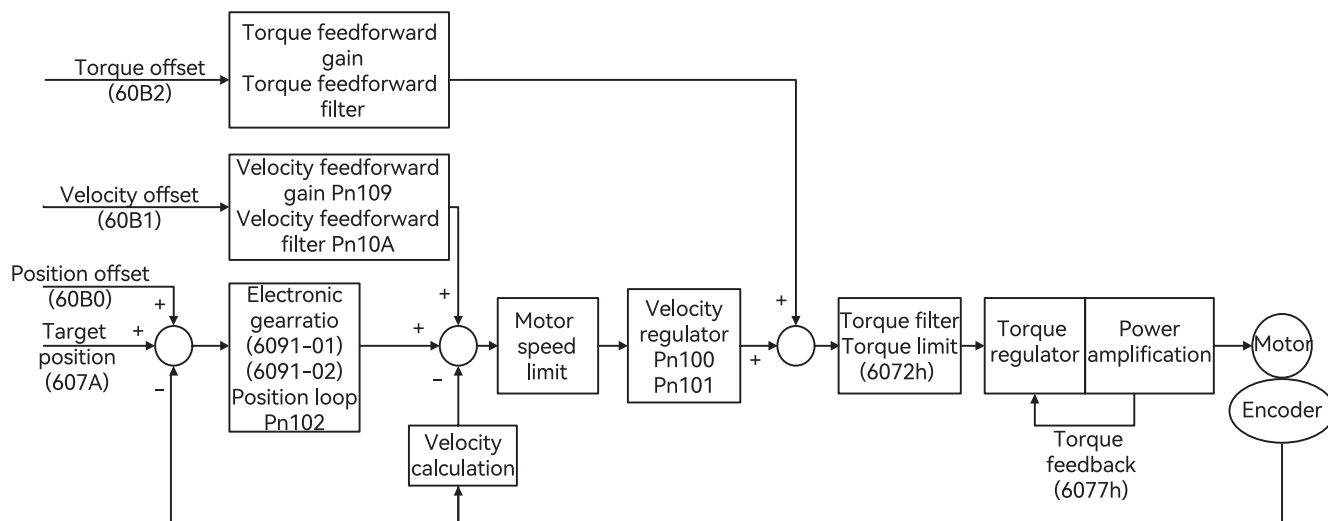 Torque offset
(60B2)
Torque feedforward
gain
Torque feedforward
filter
+
Velocity offset
(60B1)
Velocity feedforward
gain Pn109
Velocity feedforward
filter Pn10A
+
Position offset
(60B0)
+
Target
position
(607A)
+
−
Electronic
gearratio
(6091-01)
(6091-02)
Position loop
Pn102
+
−
Motor
speed
limit
Velocity
regulator
Pn100
Pn101
+
Torque filter
Torque limit
(6072h)
Torque
regulator
Power
amplification
Motor
Encoder
Velocity
calculation
Torque
feedback
(6077h)